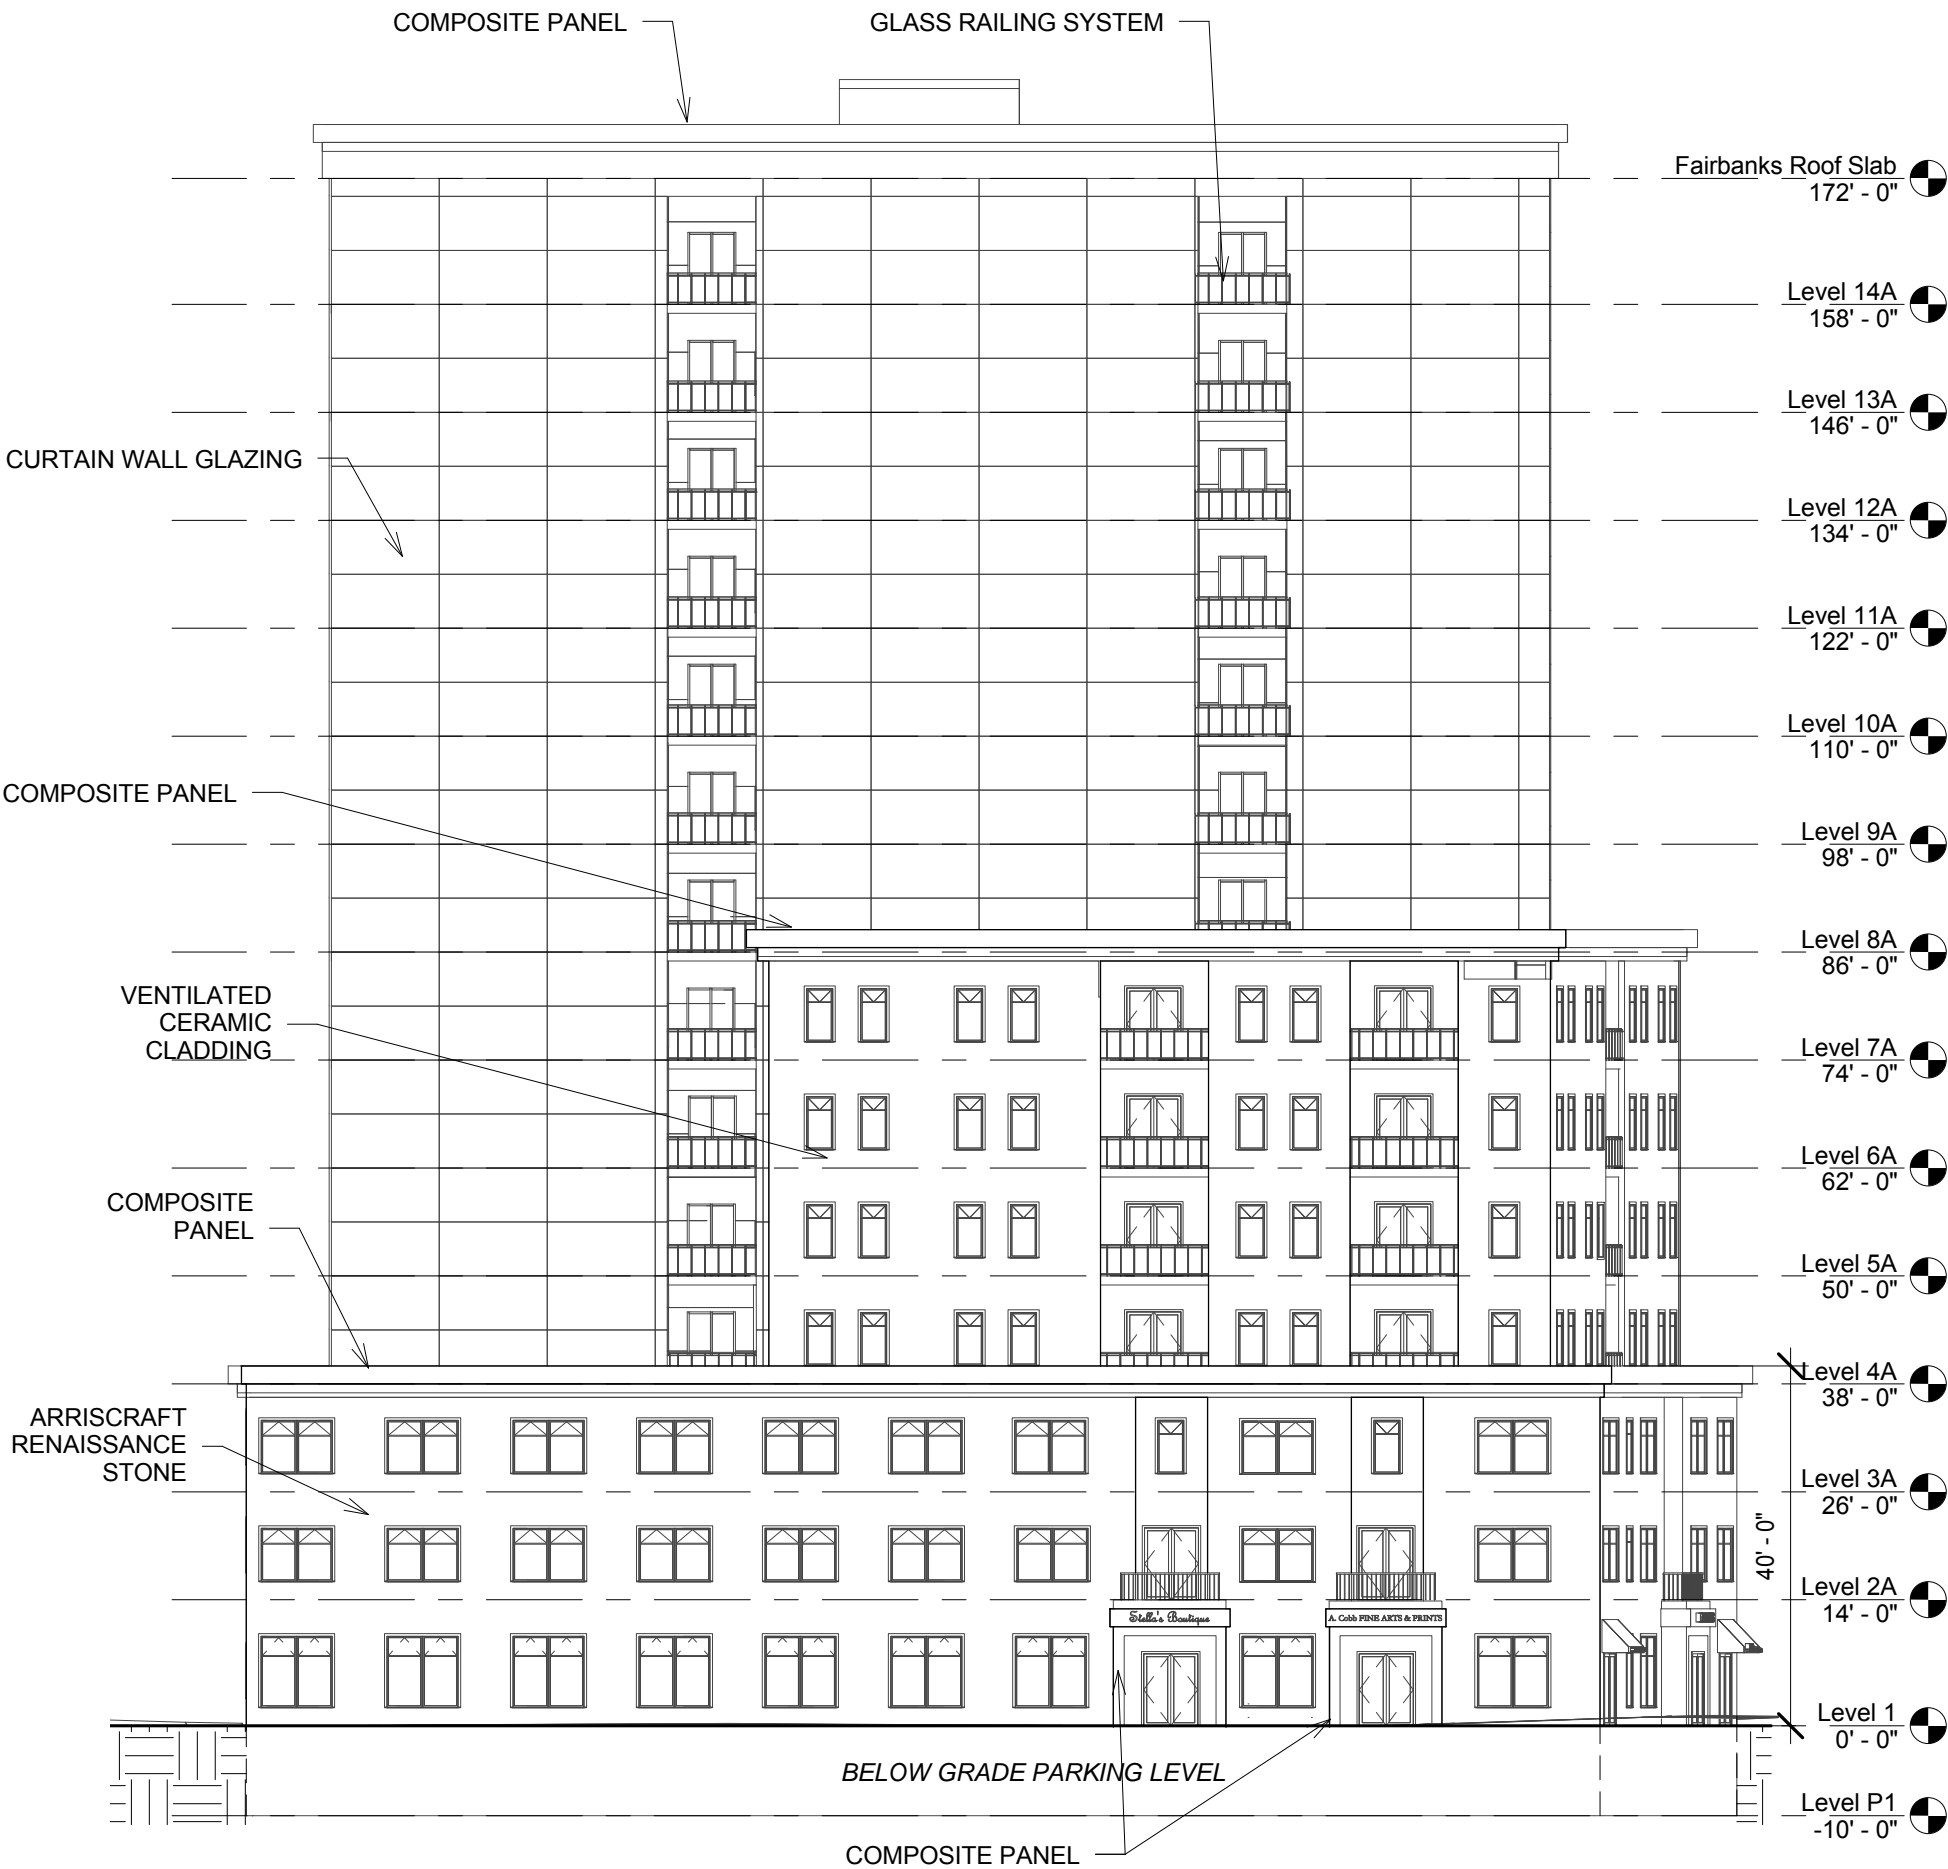 COMPOSITE PANEL
GLASS RAILING SYSTEM
Fairbanks Roof Slab
172' - 0"
Level 14A
158' - 0"
Level 13A
146' - 0"
CURTAIN WALL GLAZING
Level 12A
134' - 0"
Level 11A
122' - 0"
Level 10A
110' - 0"
COMPOSITE PANEL
Level 9A
98' - 0"
Level 8A
86' - 0"
VENTILATED
CERAMIC
CLADDING
Level 7A
74' - 0"
Level 6A
62' - 0"
COMPOSITE
PANEL
Level 5A
50' - 0"
Level 4A
38' - 0"
ARRISCRAFT
RENAISSANCE
STONE
Level 3A
26' - 0"
40' - 0"
Level 2A
14' - 0"
Stella's Boutique
A. Cobb FINE ARTS & PRINTS
Level 1
0' - 0"
BELOW GRADE PARKING LEVEL
Level P1
-10' - 0"
COMPOSITE PANEL